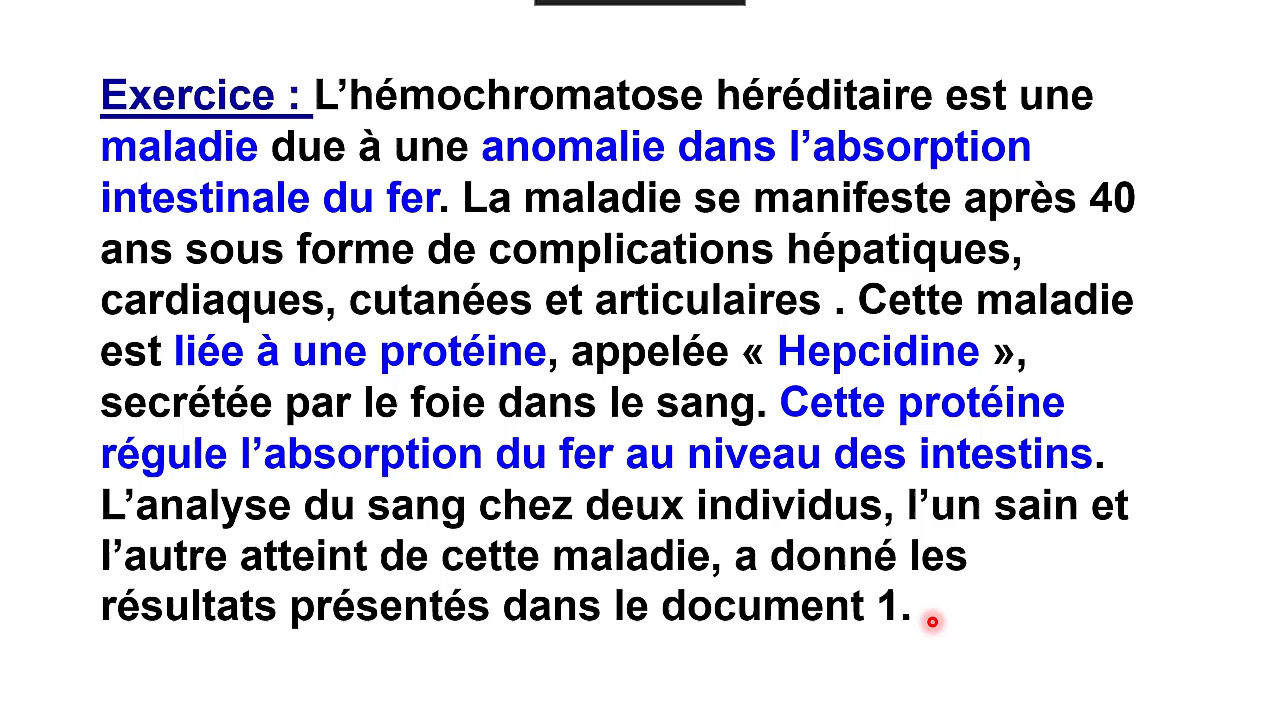 Exercice : L’hémochromatose héréditaire est une
maladie due à une anomalie dans l’absorption
intestinale du fer. La maladie se manifeste après 40
ans sous forme de complications hépatiques,
cardiaques, cutanées et articulaires . Cette maladie
est liée à une protéine, appelée « Hepcidine »,
secrétée par le foie dans le sang. Cette protéine
régule l’absorption du fer au niveau des intestins.
L’analyse du sang chez deux individus, l’un sain et
l’autre atteint de cette maladie, a donné les
résultats présentés dans le document 1.